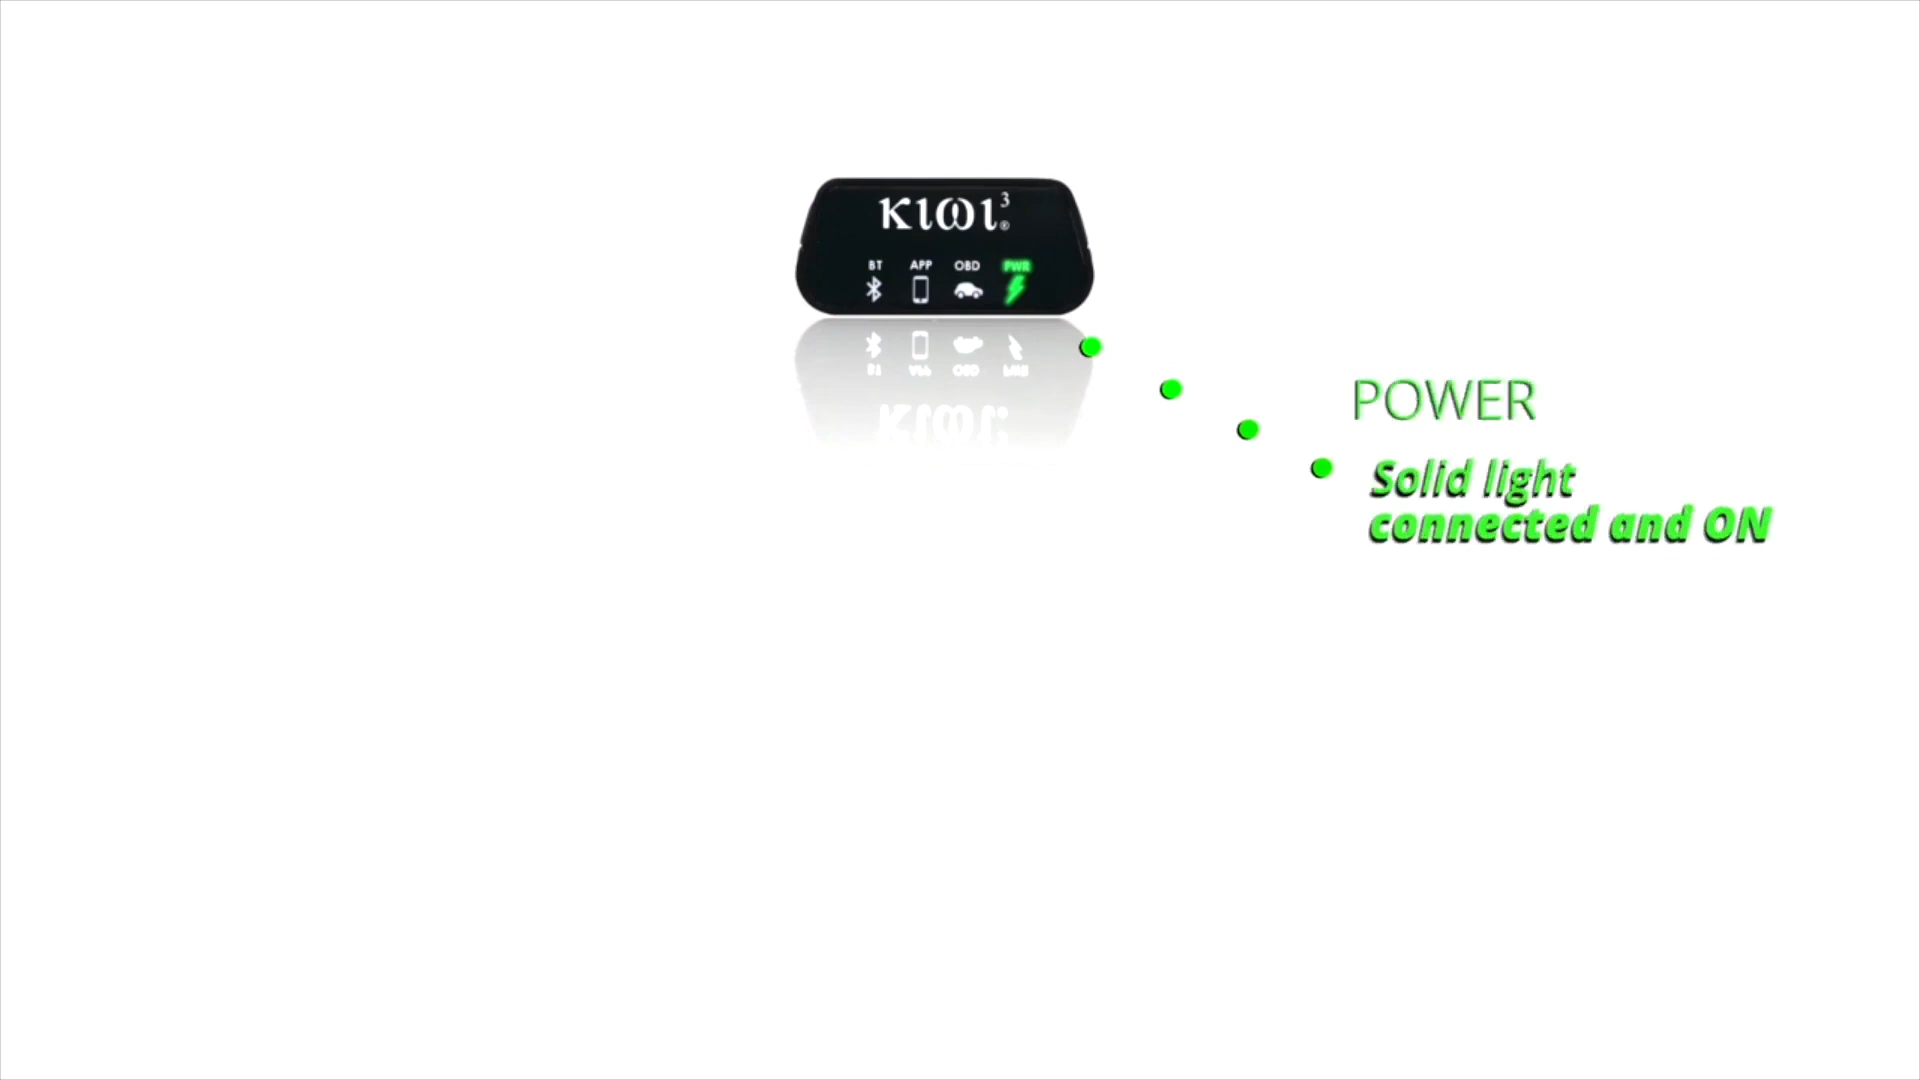 Kiwi 3 ®
BT APP OBD PWR
POWER
Solid light
connected and ON